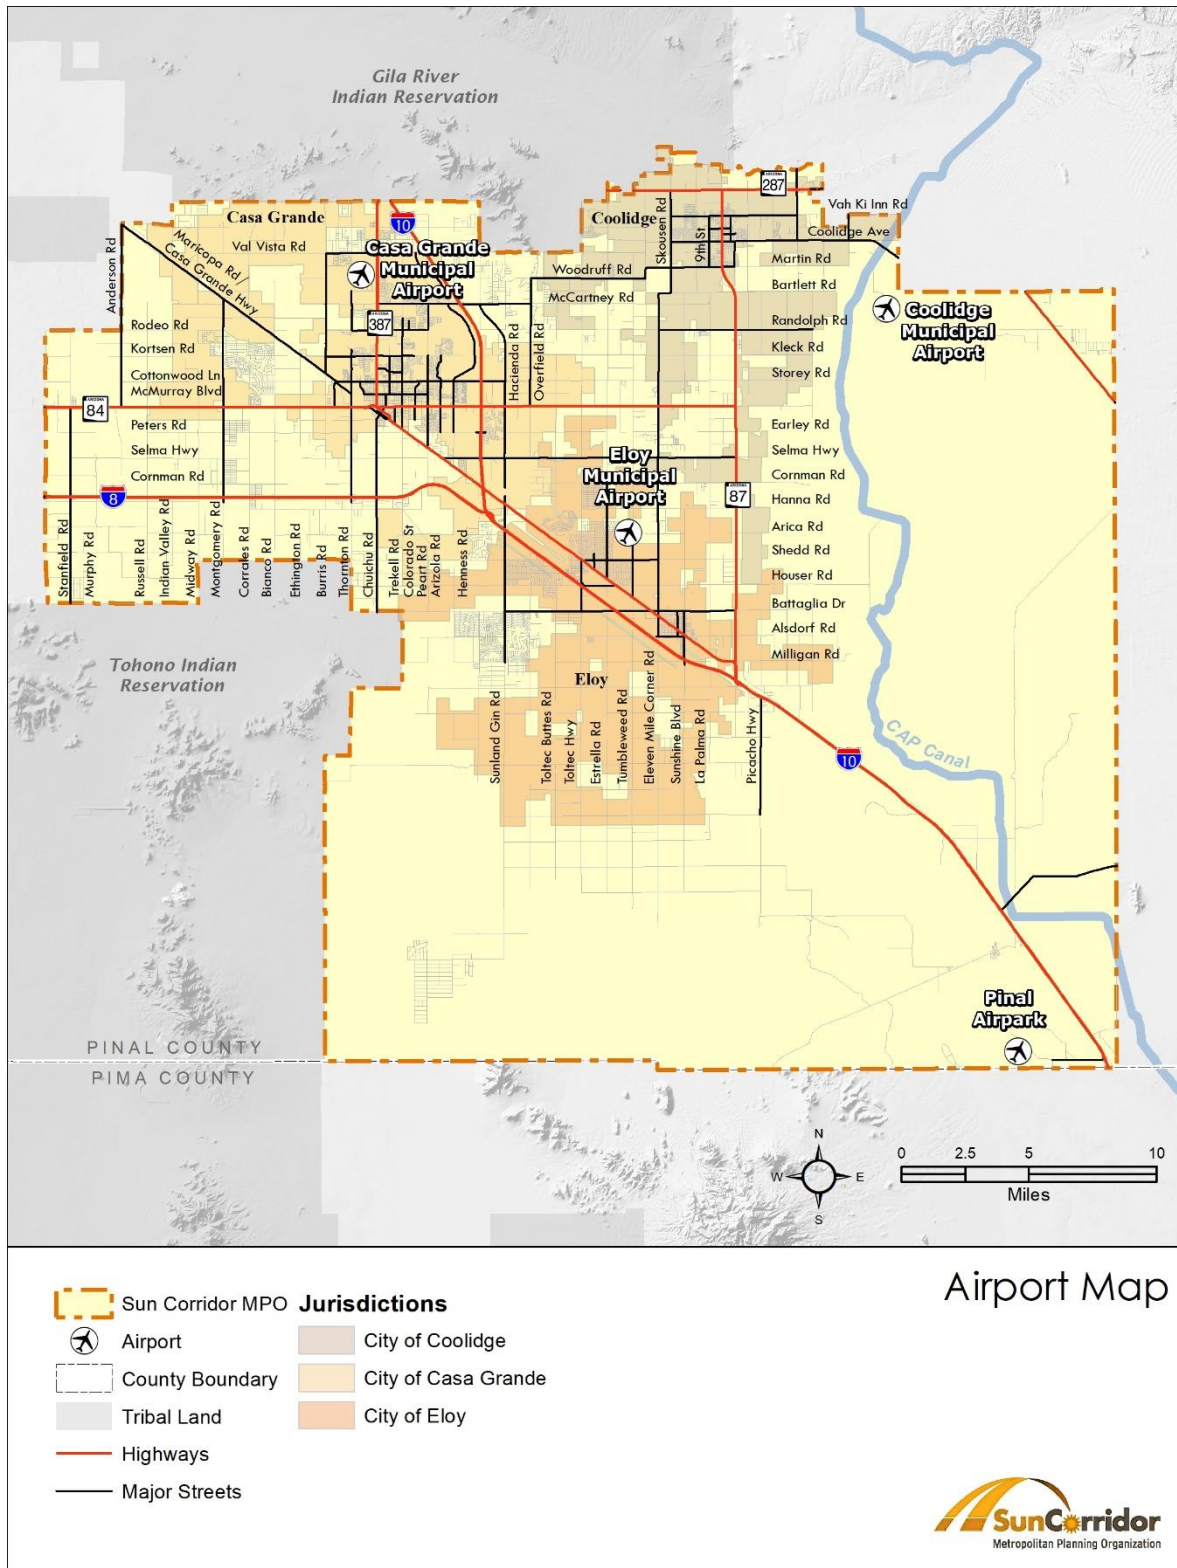 Gila River
Indian Reservation
ARIZONA
287
Vah Ki Inn Rd
Casa Grande
10
Coolidge
Skousen Rd
9th St
Coolidge Ave
Anderson Rd
Maricopa Rd/
Casa Grande Hwy
Val Vista Rd
Casa Grande
Municipal
Airport
Woodruff Rd
Martin Rd
McCartney Rd
Bartlett Rd
Coolidge
Municipal
Airport
Rodeo Rd
ARIZONA
387
Hacienda Rd
Overfield Rd
Randolph Rd
Kortsen Rd
Kleck Rd
Cottonwood Ln
Storey Rd
McMurray Blvd
ARIZONA
84
Peters Rd
Earley Rd
Selma Hwy
Eloy
Municipal
Airport
Selma Hwy
Cornman Rd
Cornman Rd
8
ARIZONA
87
Hanna Rd
Arica Rd
Shedd Rd
Houser Rd
Battaglia Dr
Alsdorf Rd
Milligan Rd
Stanfield Rd
Murphy Rd
Russell Rd
Indian Valley Rd
Midway Rd
Montgomery Rd
Corrales Rd
Bianco Rd
Ethington Rd
Burris Rd
Thornton Rd
Chuichu Rd
Trekell Rd
Colorado St
Peart Rd
Arizola Rd
Henness Rd
Tohono Indian
Reservation
Eloy
Sunland Gin Rd
Toltec Buttes Rd
Toltec Hwy
Estrella Rd
Tumbleweed Rd
Eleven Mile Corner Rd
Sunshine Blvd
La Palma Rd
Picacho Hwy
10
CAP Canal
Pinal
Airpark
PINAL COUNTY
PIMA COUNTY
N
W E
S
0 2.5 5 10
Miles
Airport Map
Sun Corridor MPO
Airport
County Boundary
Tribal Land
Highways
Major Streets
Jurisdictions
City of Coolidge
City of Casa Grande
City of Eloy
SunCorridor
Metropolitan Planning Organization